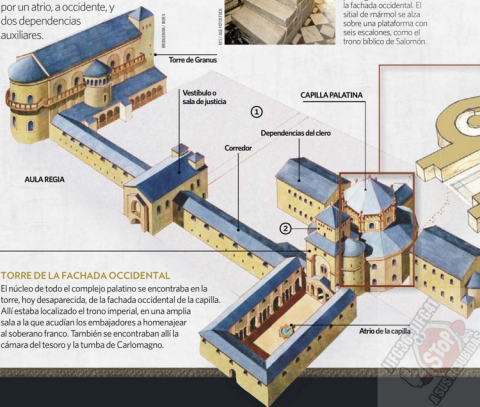 por un atrio, a occidente, y
dos dependencias
auxiliares.
la fachada occidental. El
sitial de mármol se alza
sobre una plataforma con
seis escalones, como el
trono bíblico de Salomón.
Torre de Granus
Vestíbulo o
sala de justicia
1
CAPILLA PALATINA
Dependencias del clero
Corredor
AULA REGIA
2
TORRE DE LA FACHADA OCCIDENTAL
El núcleo de todo el complejo palatino se encontraba en la
torre, hoy desaparecida, de la fachada occidental de la capilla.
Allí estaba localizado el trono imperial, en una amplia
sala a la que acudían los embajadores a homenajear
al soberano franco. También se encontraban allí la
cámara del tesoro y la tumba de Carlomagno.
Atrio de la capilla
STOP